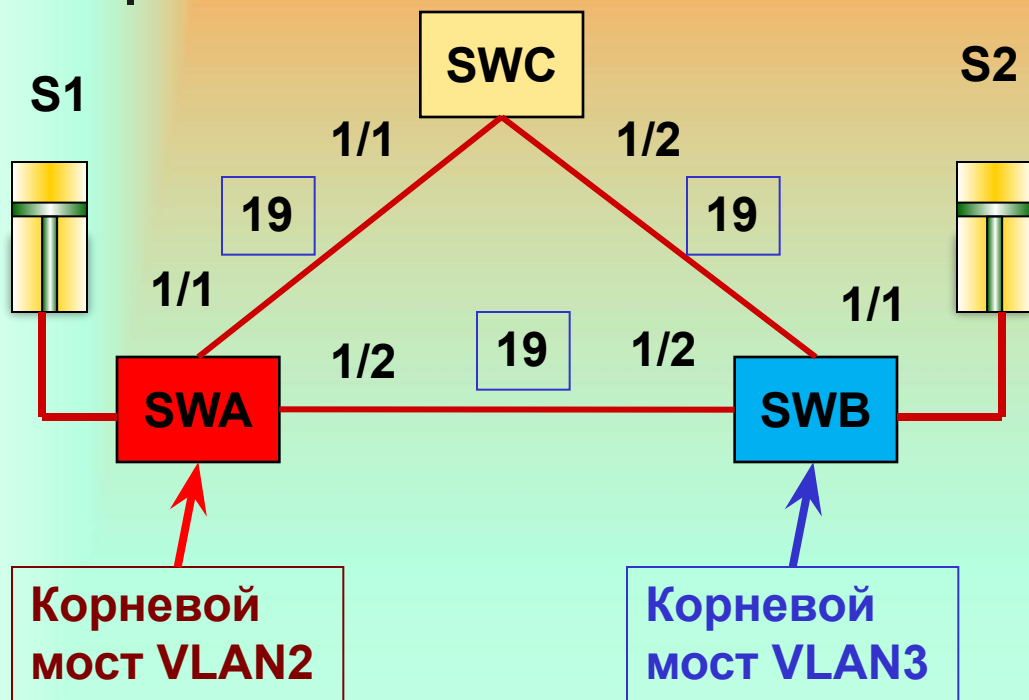 SWC
S1
S2
1/1
1/2
19
19
1/1
1/1
1/2
19
1/2
SWA
SWB
Корневой
мост VLAN2
Корневой
мост VLAN3